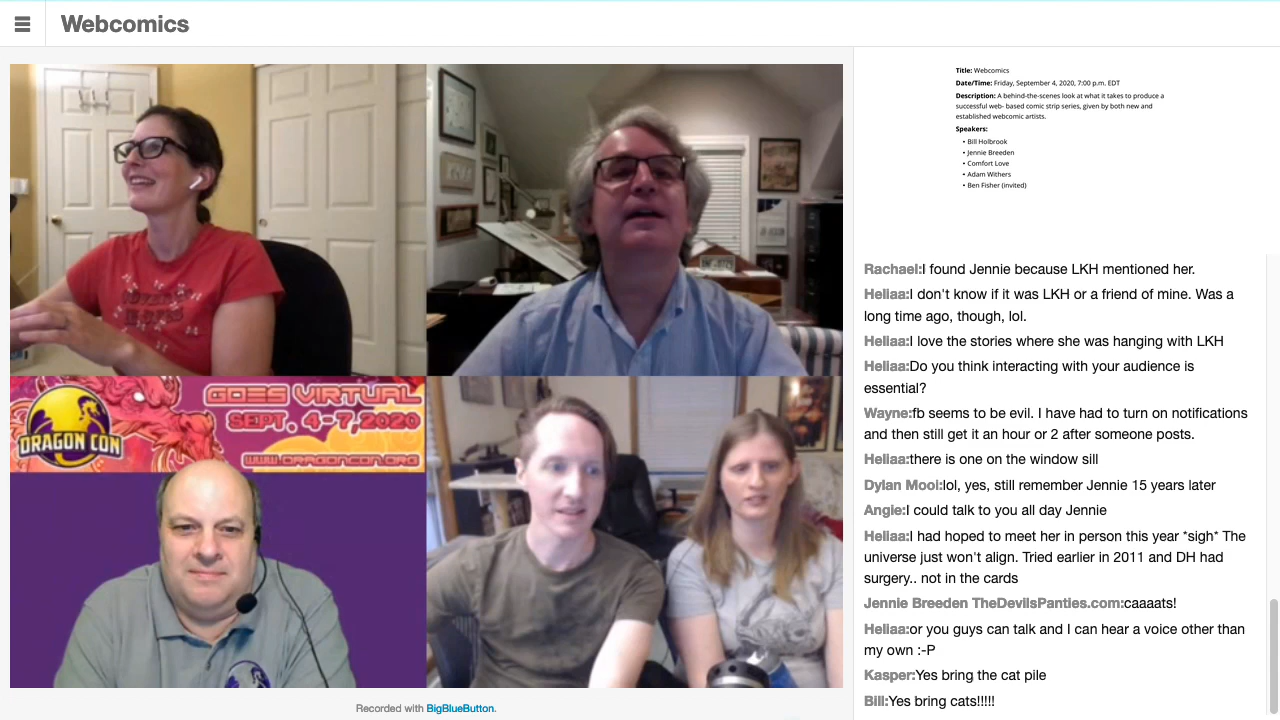 Webcomics
Title: Webcomics
Date/Time: Friday, September 4, 2020, 7:00 p.m. EDT
Description: A behind-the-scenes look at what it takes to produce a
successful web- based comic strip series, given by both new and
established webcomic artists.
Speakers:
• Bill Holbrook
• Jennie Breeden
• Comfort Love
• Adam Withers
• Ben Fisher (invited)
GOES VIRTUAL
SEPT. 4-7, 2020
DRAGON CON
WWW.DRAGONCON.ORG
Recorded with BigBlueButton.
Rachael:I found Jennie because LKH mentioned her.
Heliaa:I don't know if it was LKH or a friend of mine. Was a
long time ago, though, lol.
Heliaa:I love the stories where she was hanging with LKH
Heliaa:Do you think interacting with your audience is
essential?
Wayne:fb seems to be evil. I have had to turn on notifications
and then still get it an hour or 2 after someone posts.
Heliaa:there is one on the window sill
Dylan Mool:lol, yes, still remember Jennie 15 years later
Angie:I could talk to you all day Jennie
Heliaa:I had hoped to meet her in person this year *sigh* The
universe just won't align. Tried earlier in 2011 and DH had
surgery.. not in the cards
Jennie Breeden TheDevilsPanties.com:caaaats!
Heliaa:or you guys can talk and I can hear a voice other than
my own :-P
Kasper:Yes bring the cat pile
Bill:Yes bring cats!!!!!